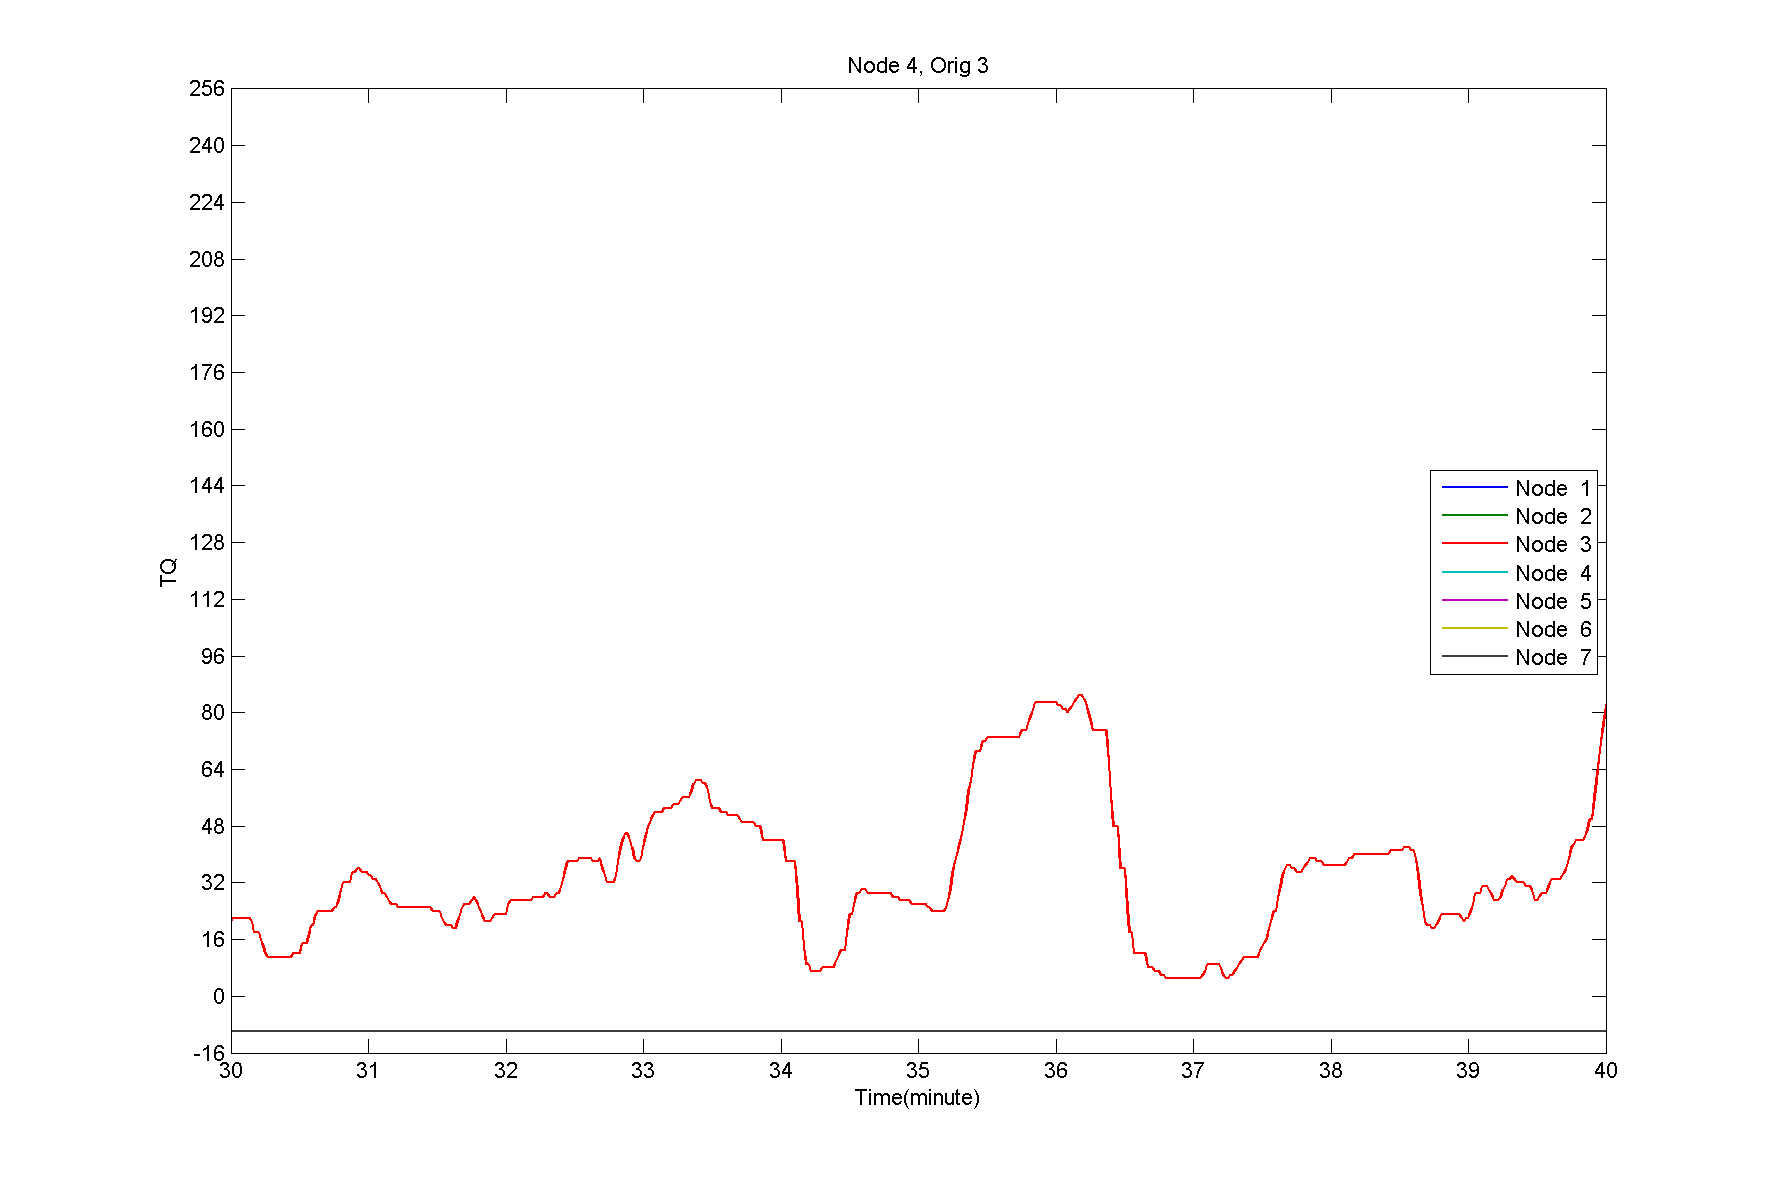 Node 4, Orig 3
256
240
224
208
192
176
160
144
128
112
96
80
64
48
32
16
0
-16
TQ
Node 1
Node 2
Node 3
Node 4
Node 5
Node 6
Node 7
30 31 32 33 34 35 36 37 38 39 40
Time(minute)